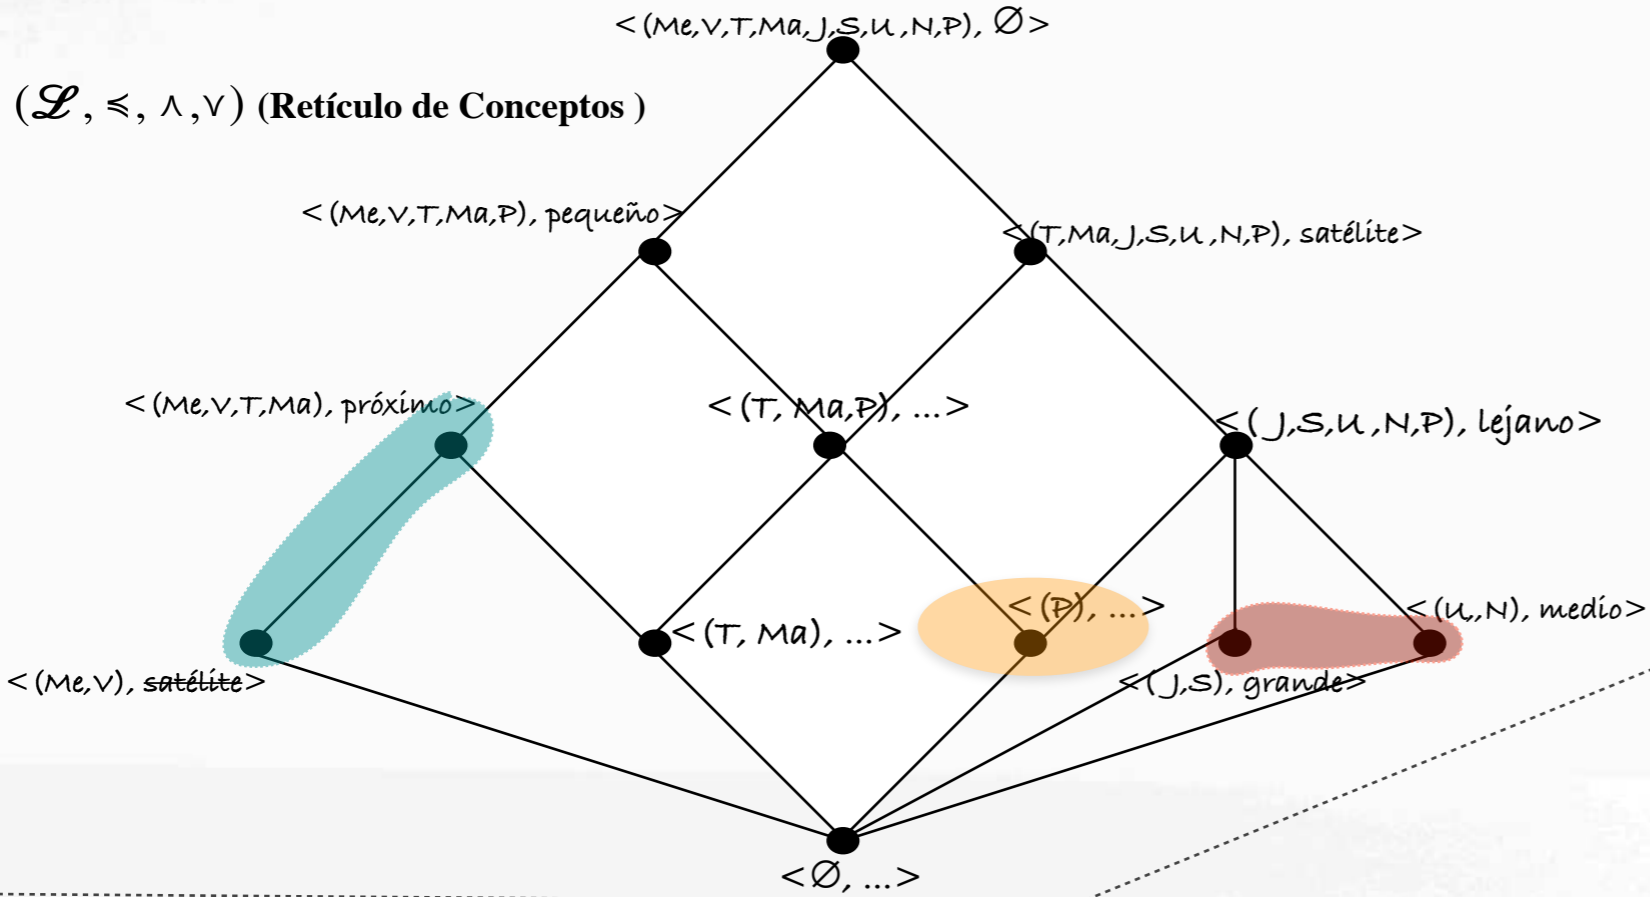 <(Me,V,T,Ma,J,S,U,N,P), ∅>
(ℒ, ≼, ∧,∨) (Retículo de Conceptos )
<(Me,V,T,Ma,P), pequeño>
<(T,Ma,J,S,U,N,P), satélite>
<(Me,V,T,Ma), próximo>
<(T, Ma,P), ...>
<( J,S,U,N,P), lejano>
<(P), ...>
<(U,,N), medio>
<(T, Ma), ...>
<(Me,V), satélite>
<( J,S), grande>
<∅, ...>